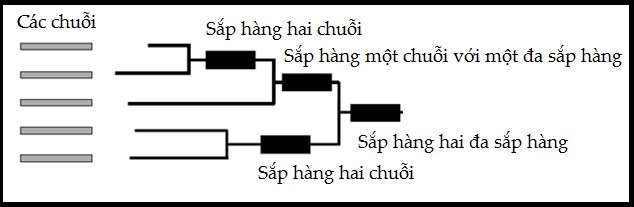 Các chuỗi
Sắp hàng hai chuỗi
Sắp hàng một chuỗi với một đa sắp hàng
Sắp hàng hai đa sắp hàng
Sắp hàng hai chuỗi